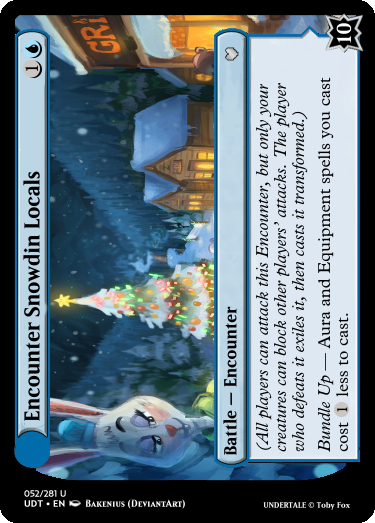 Encounter Snowdin Locals
1
GRI
Battle — Encounter
(All players can attack this Encounter, but only your
creatures can block other players' attacks. The player
who defeats it exiles it, then casts it transformed.)
Bundle Up — Aura and Equipment spells you cast
cost 1 less to cast.
10
052/281 U
UDT • EN BAKENIUS (DEVIANTART)
UNDERTALE © Toby Fox